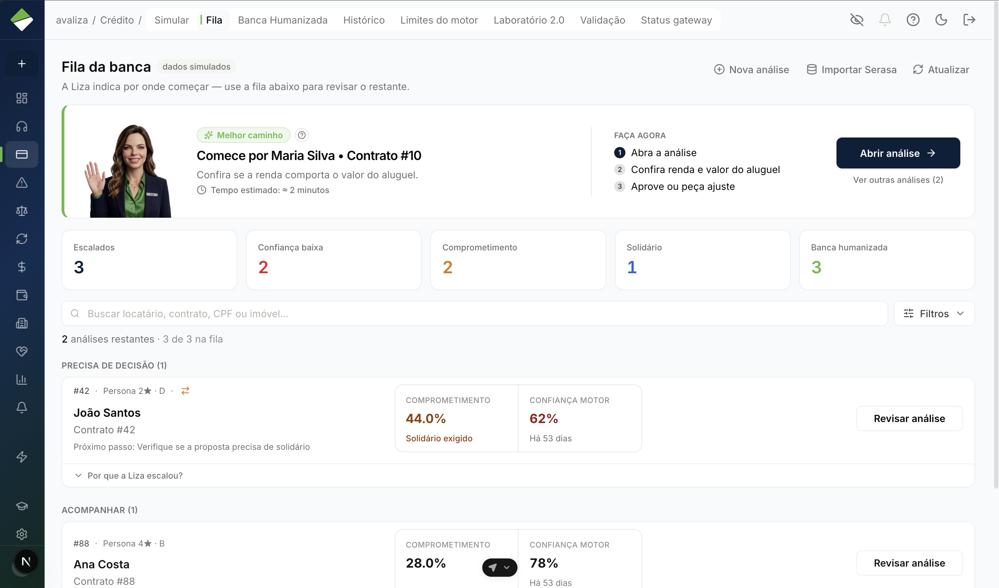 avaliza / Crédito / Simular Fila Banca Humanizada Histórico Limites do motor Laboratório 2.0 Validação Status gateway
Fila da banca dados simulados
Nova análise Importar Serasa Atualizar
A Liza indica por onde começar — use a fila abaixo para revisar o restante.
Melhor caminho
Comece por Maria Silva • Contrato #10
Confira se a renda comporta o valor do aluguel.
Tempo estimado: ≈ 2 minutos
FAÇA AGORA
1 Abra a análise
2 Confira renda e valor do aluguel
3 Aprove ou peça ajuste
Abrir análise →
Ver outras análises (2)
Escalados
3
Confiança baixa
2
Comprometimento
2
Solidário
1
Banca humanizada
3
Buscar locatário, contrato, CPF ou imóvel...
Filtros
2 análises restantes · 3 de 3 na fila
PRECISA DE DECISÃO (1)
#42 · Persona 2★ · D ·
João Santos
Contrato #42
Próximo passo: Verifique se a proposta precisa de solidário
COMPROMETIMENTO
44.0%
Solidário exigido
CONFIANÇA MOTOR
62%
Há 53 dias
Revisar análise
Por que a Liza escalou?
ACOMPANHAR (1)
#88 · Persona 4★ · B
Ana Costa
Contrato #88
COMPROMETIMENTO
28.0%
CONFIANÇA MOTOR
78%
Há 53 dias
Revisar análise
N